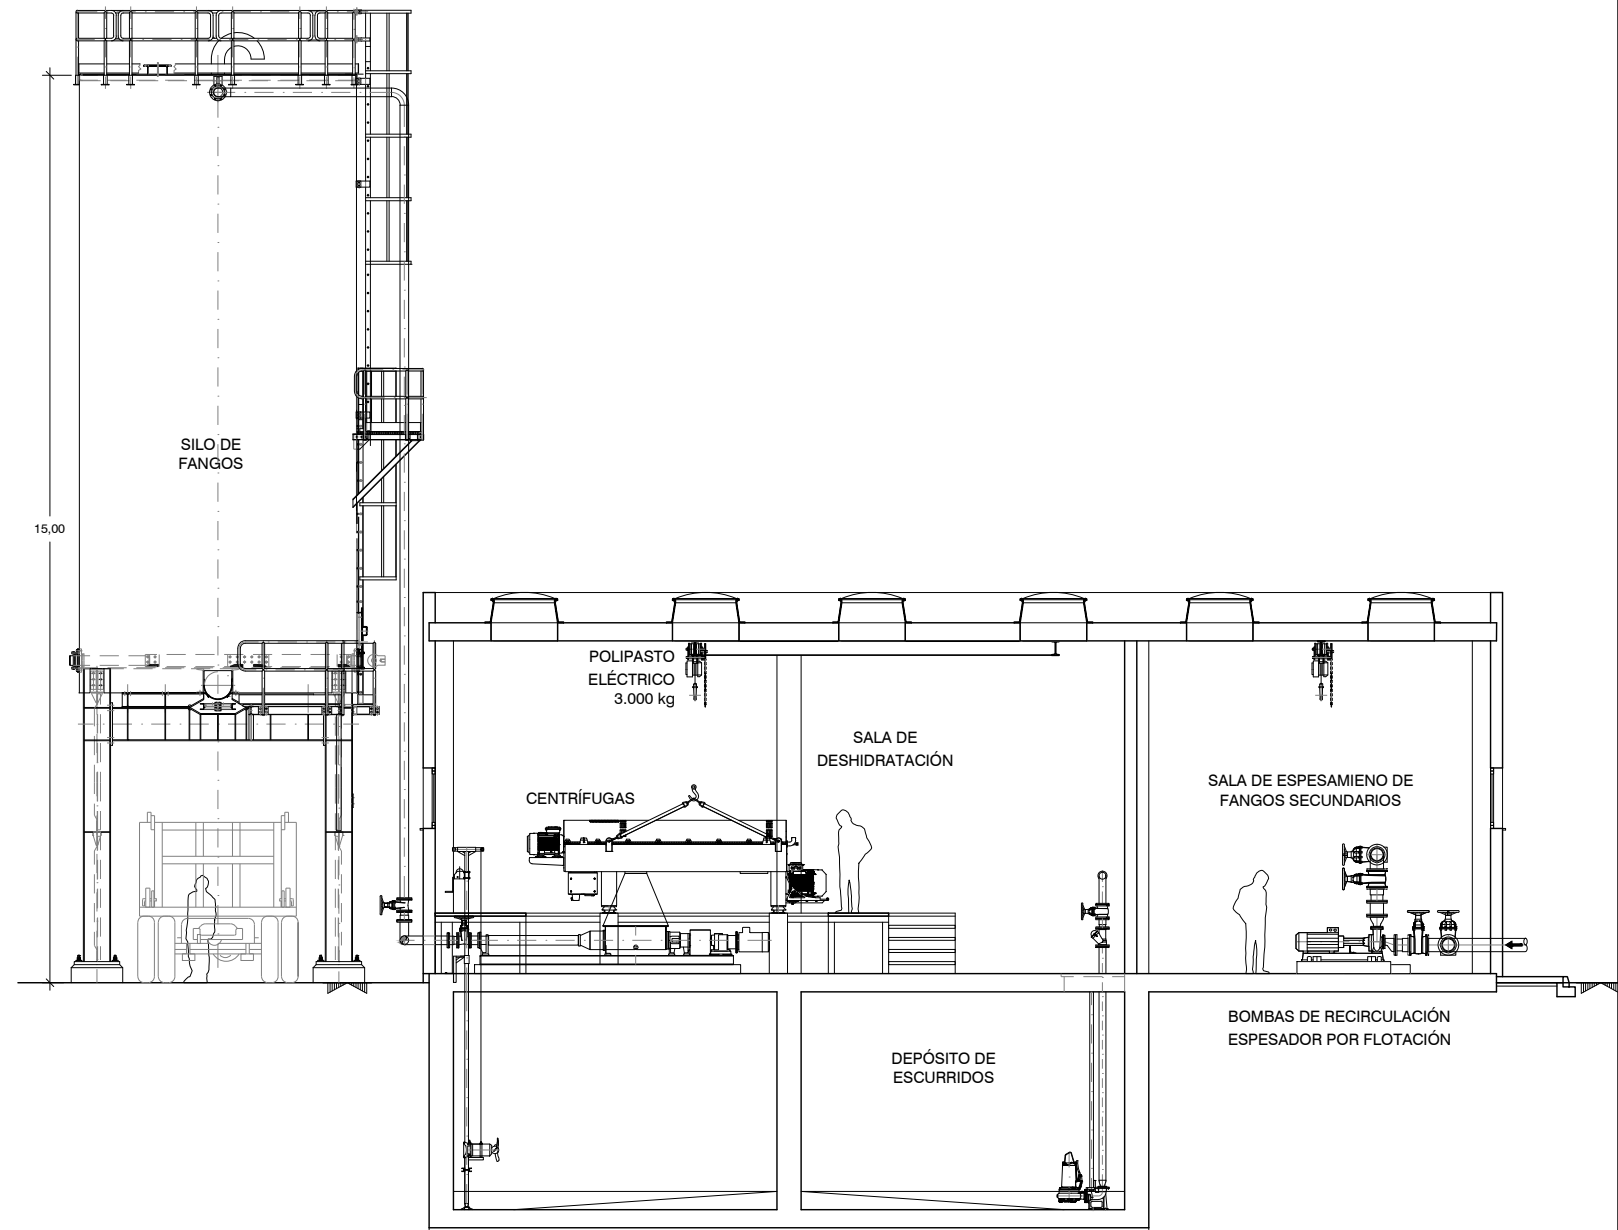 SILO DE
FANGOS
15,00
POLIPASTO
ELÉCTRICO
3.000 kg
SALA DE
DESHIDRATACIÓN
CENTRÍFUGAS
SALA DE ESPESAMIENO DE
FANGOS SECUNDARIOS
BOMBAS DE RECIRCULACIÓN
ESPESADOR POR FLOTACIÓN
DEPÓSITO DE
ESCURRIDOS